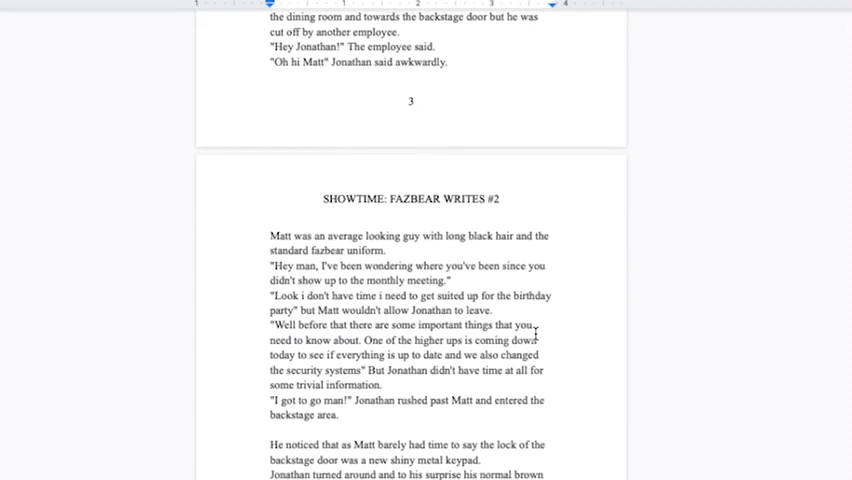 1 1 2 3 4
the dining room and towards the backstage door but he was
cut off by another employee.
"Hey Jonathan!" The employee said.
"Oh hi Matt" Jonathan said awkwardly.
3
SHOWTIME: FAZBEAR WRITES #2
Matt was an average looking guy with long black hair and the
standard fazbear uniform.
"Hey man, I've been wondering where you've been since you
didn't show up to the monthly meeting."
"Look i don't have time i need to get suited up for the birthday
party" but Matt wouldn't allow Jonathan to leave.
"Well before that there are some important things that you
need to know about. One of the higher ups is coming down
today to see if everything is up to date and we also changed
the security systems" But Jonathan didn't have time at all for
some trivial information.
"I got to go man!" Jonathan rushed past Matt and entered the
backstage area.
He noticed that as Matt barely had time to say the lock of the
backstage door was a new shiny metal keypad.
Jonathan turned around and to his surprise his normal brown